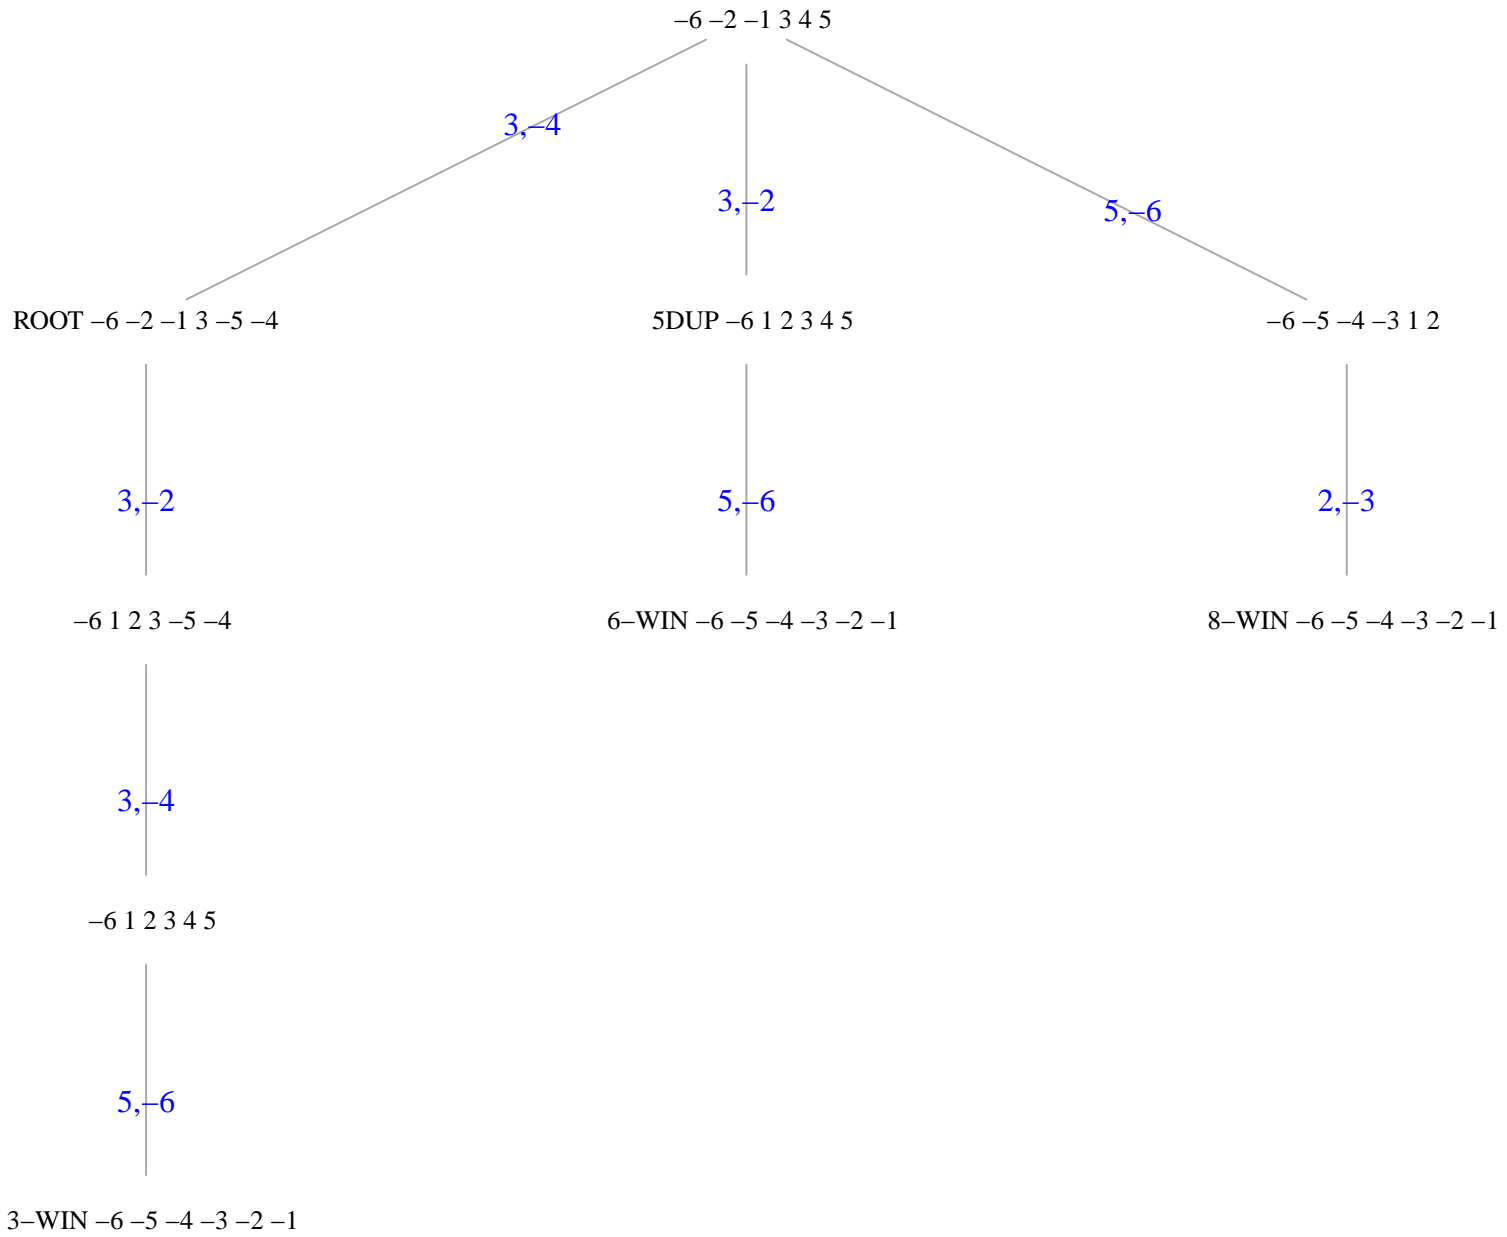 –6 –2 –1 3 4 5
3,–4
3,–2
5,–6
ROOT –6 –2 –1 3 –5 –4
5DUP –6 1 2 3 4 5
–6 –5 –4 –3 1 2
3,–2
5,–6
2,–3
–6 1 2 3 –5 –4
6–WIN –6 –5 –4 –3 –2 –1
8–WIN –6 –5 –4 –3 –2 –1
3,–4
–6 1 2 3 4 5
5,–6
3–WIN –6 –5 –4 –3 –2 –1